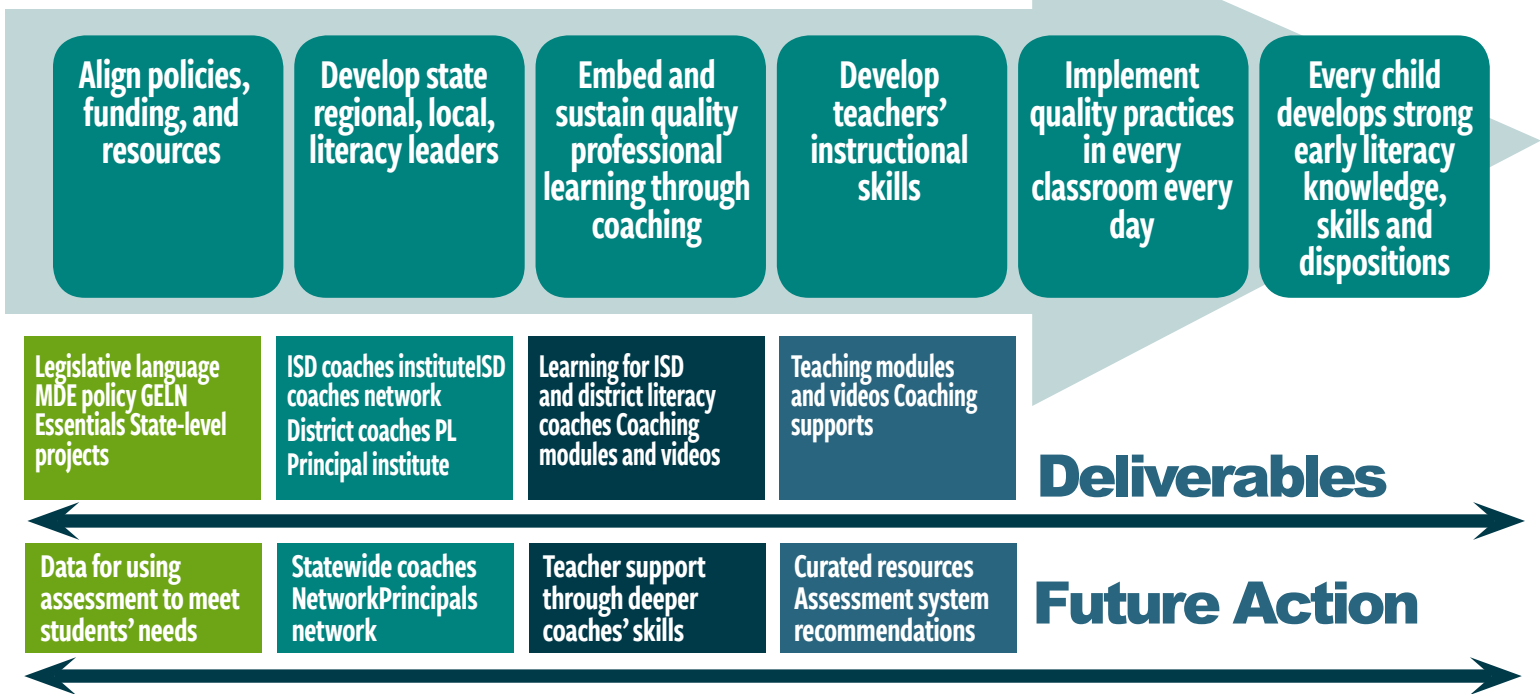 Align policies,
funding, and
resources
Develop state
regional, local,
literacy leaders
Embed and
sustain quality
professional
learning through
coaching
Develop
teachers’
instructional
skills
Implement
quality practices
in every
classroom every
day
Every child
develops strong
early literacy
knowledge,
skills and
dispositions
Legislative language
MDE policy GELN
Essentials State-level
projects
ISD coaches instituteISD
coaches network
District coaches PL
Principal institute
Learning for ISD
and district literacy
coaches Coaching
modules and videos
Teaching modules
and videos Coaching
supports
Deliverables
Data for using
assessment to meet
students’ needs
Statewide coaches
NetworkPrincipals
network
Teacher support
through deeper
coaches’ skills
Curated resources
Assessment system
recommendations
Future Action